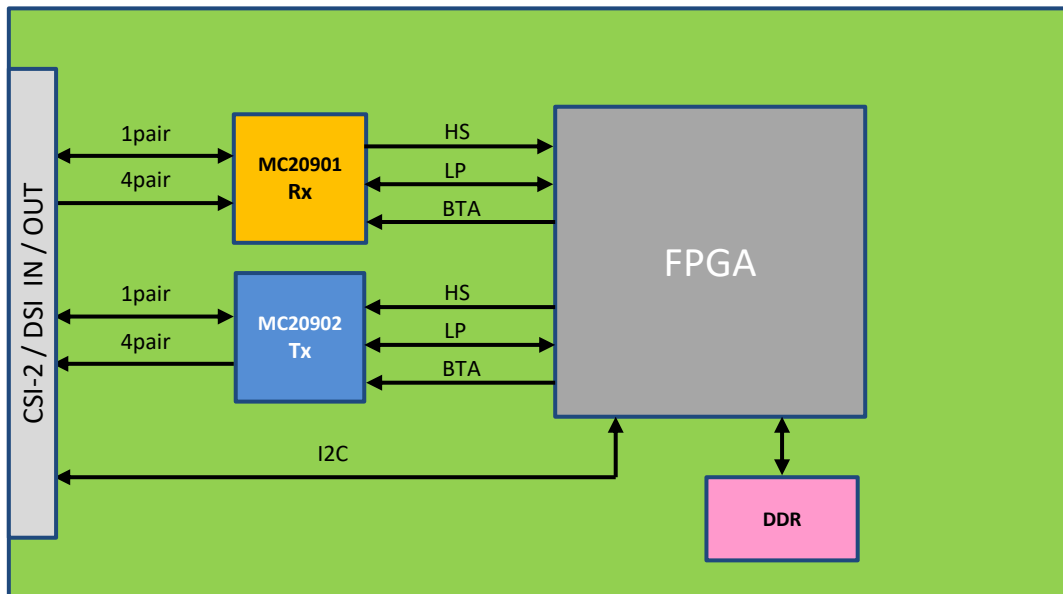 CSI-2 / DSI IN / OUT
1pair
4pair
MC20901
Rx
HS
LP
BTA
FPGA
1pair
4pair
MC20902
Tx
HS
LP
BTA
I2C
DDR